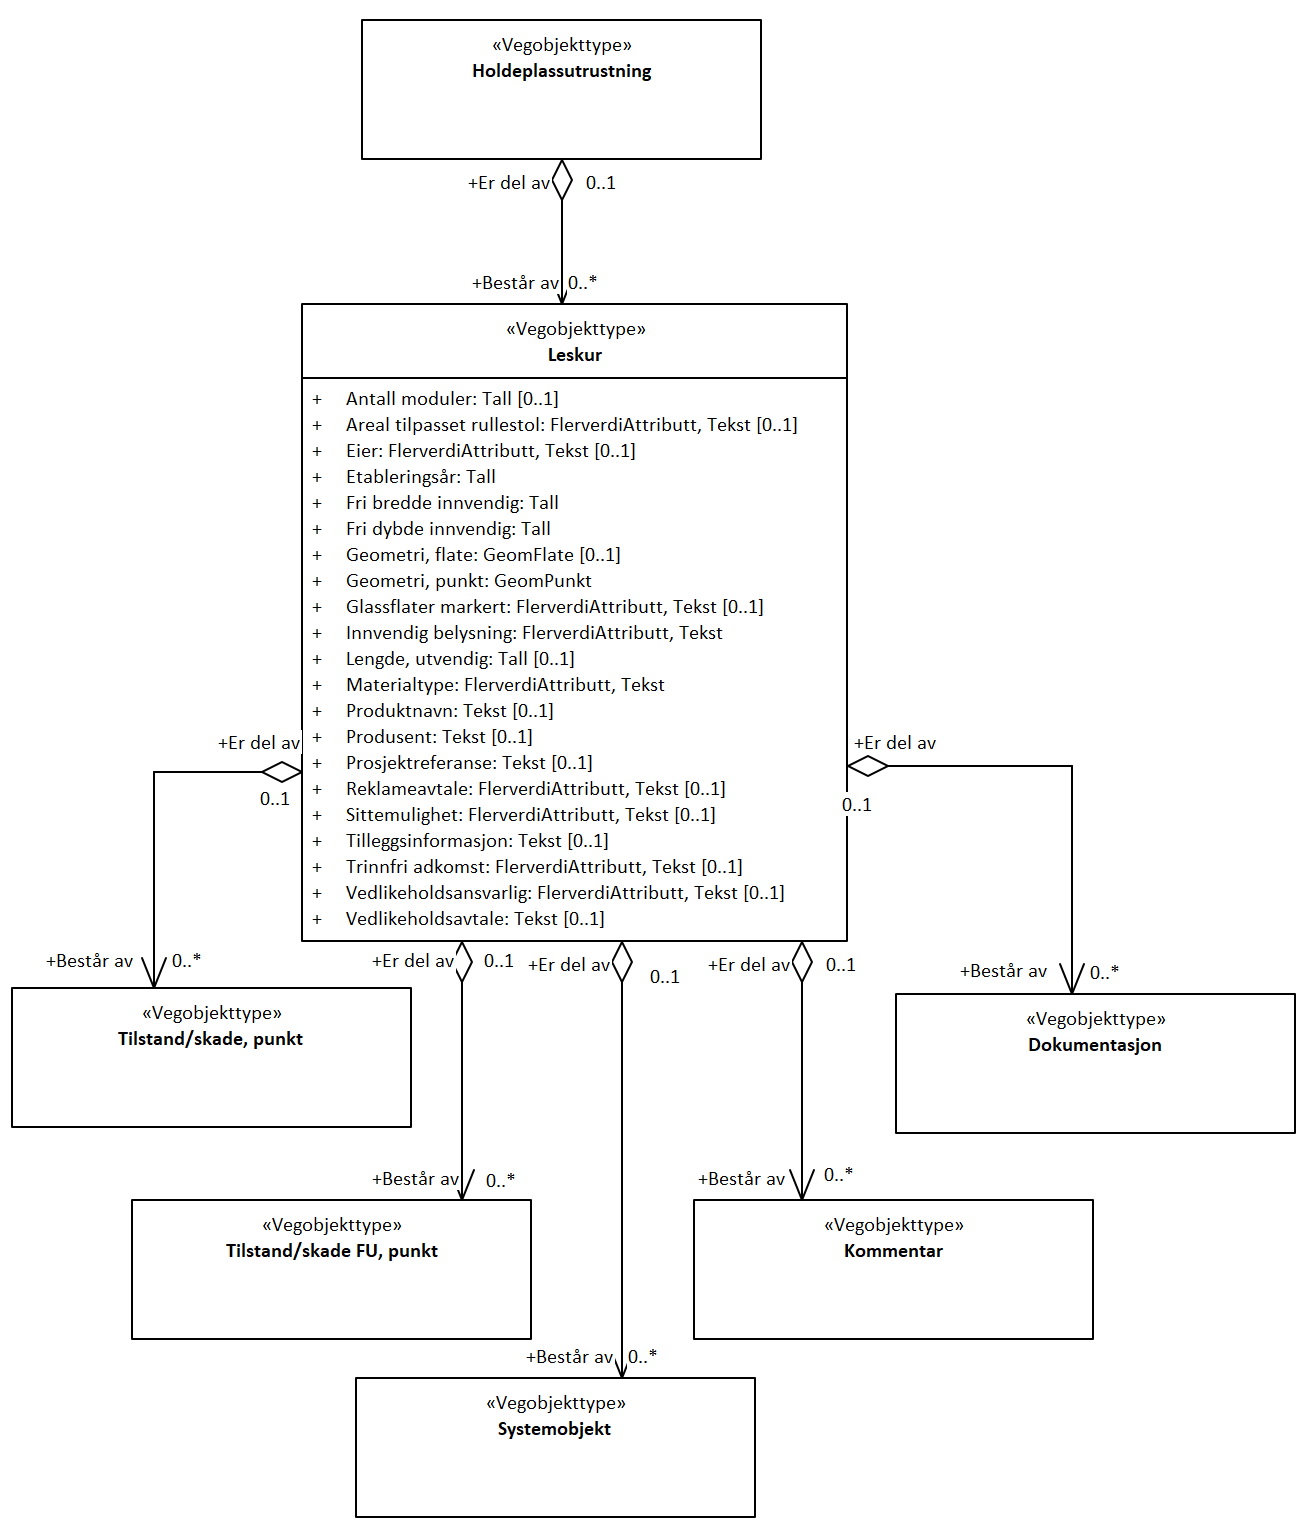 «Vegobjekttype»
Holdeplassutrustning
+Er del av
0..1
+Består av
0..*
«Vegobjekttype»
Leskur
+ Antall moduler: Tall [0..1]
+ Areal tilpasset rullestol: FlerverdiAttributt, Tekst [0..1]
+ Eier: FlerverdiAttributt, Tekst [0..1]
+ Etableringsår: Tall
+ Fri bredde innvendig: Tall
+ Fri dybde innvendig: Tall
+ Geometri, flate: GeomFlate [0..1]
+ Geometri, punkt: GeomPunkt
+ Glassflater markert: FlerverdiAttributt, Tekst [0..1]
+ Innvendig belysning: FlerverdiAttributt, Tekst
+ Lengde, utvendig: Tall [0..1]
+ Materialtype: FlerverdiAttributt, Tekst
+ Produktnavn: Tekst [0..1]
+ Produsent: Tekst [0..1]
+ Prosjektreferanse: Tekst [0..1]
+ Reklameavtale: FlerverdiAttributt, Tekst [0..1]
+ Sittemulighet: FlerverdiAttributt, Tekst [0..1]
+ Tilleggsinformasjon: Tekst [0..1]
+ Trinnfri adkomst: FlerverdiAttributt, Tekst [0..1]
+ Vedlikeholdsansvarlig: FlerverdiAttributt, Tekst [0..1]
+ Vedlikeholdsavtale: Tekst [0..1]
+Er del av
0..1
+Er del av
0..1
+Er del av
0..1
+Er del av
0..1
+Er del av
0..1
+Består av
0..*
«Vegobjekttype»
Tilstand/skade, punkt
+Består av
0..*
«Vegobjekttype»
Dokumentasjon
+Består av
0..*
«Vegobjekttype»
Tilstand/skade FU, punkt
+Består av
0..*
«Vegobjekttype»
Kommentar
+Består av
0..*
«Vegobjekttype»
Systemobjekt